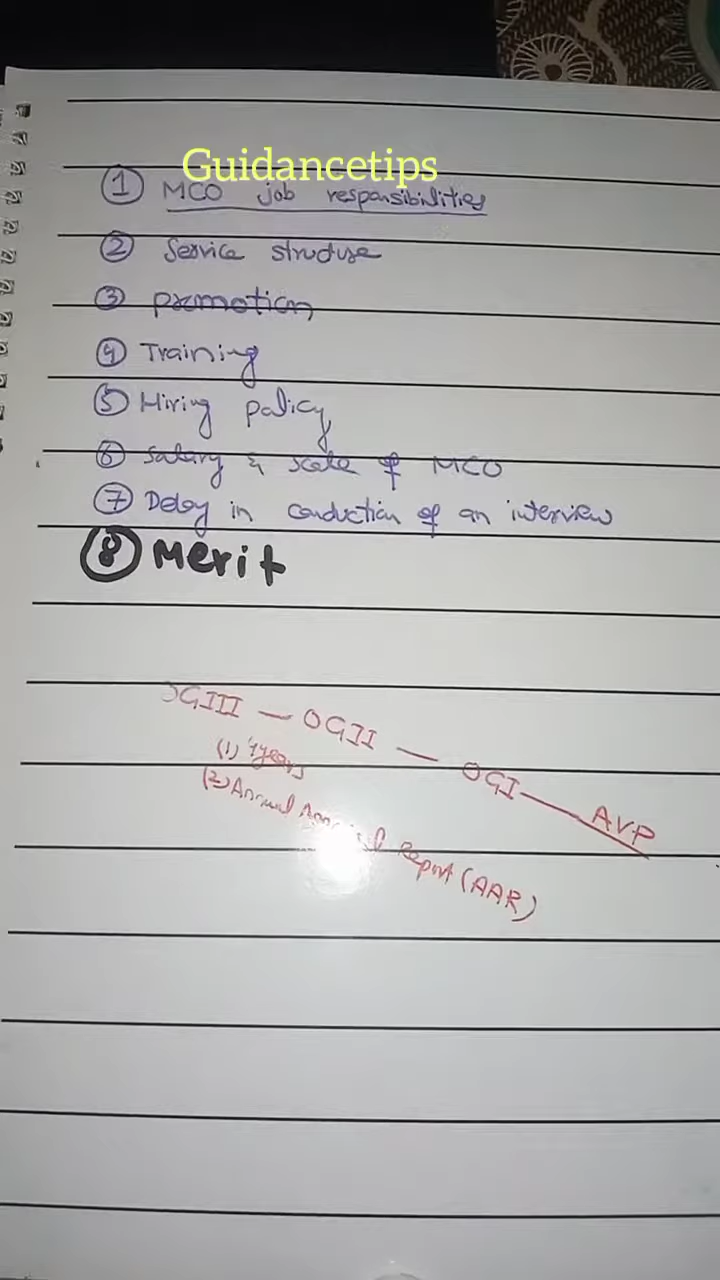 Guidancetips
① MCO job responsibilities
② Service structure
③ promotion
④ Training
⑤ Hiring policy
⑥ Salary & scale of MCO
⑦ Delay in conduction of an interview
⑧ Merit
OGIII — OGII — OGI — AVP
(1) 4 years
(2) Annual Report (AAR)